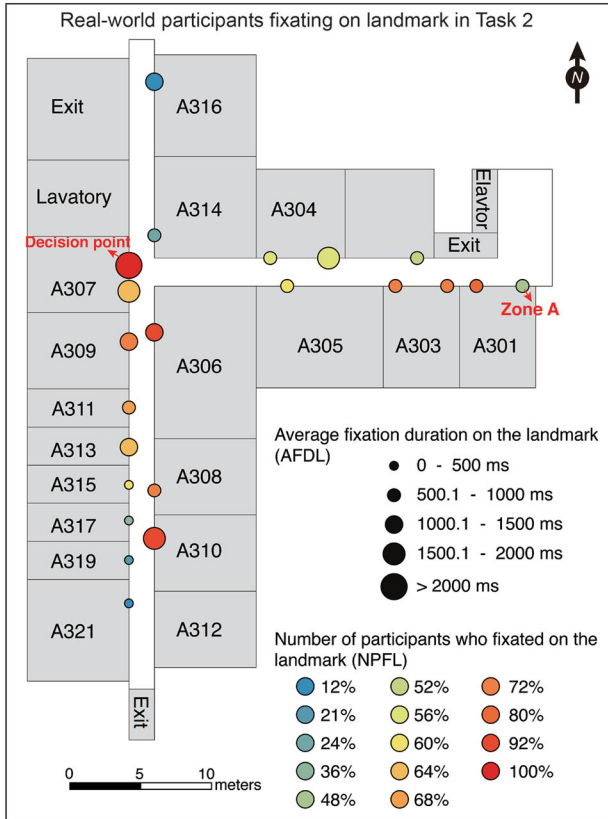 Real-world participants fixating on landmark in Task 2
N
Exit
A316
Lavatory
A314
A304
Elavtor
Exit
Decision point
A307
Zone A
A309
A306
A305
A303
A301
A311
A313
A308
A315
A317
A310
A319
A321
A312
Exit
Average fixation duration on the landmark
(AFDL)
0 - 500 ms
500.1 - 1000 ms
1000.1 - 1500 ms
1500.1 - 2000 ms
> 2000 ms
Number of participants who fixated on the
landmark (NPFL)
12% 52% 72%
21% 56% 80%
24% 60% 92%
36% 64% 100%
48% 68%
0 5 10
meters